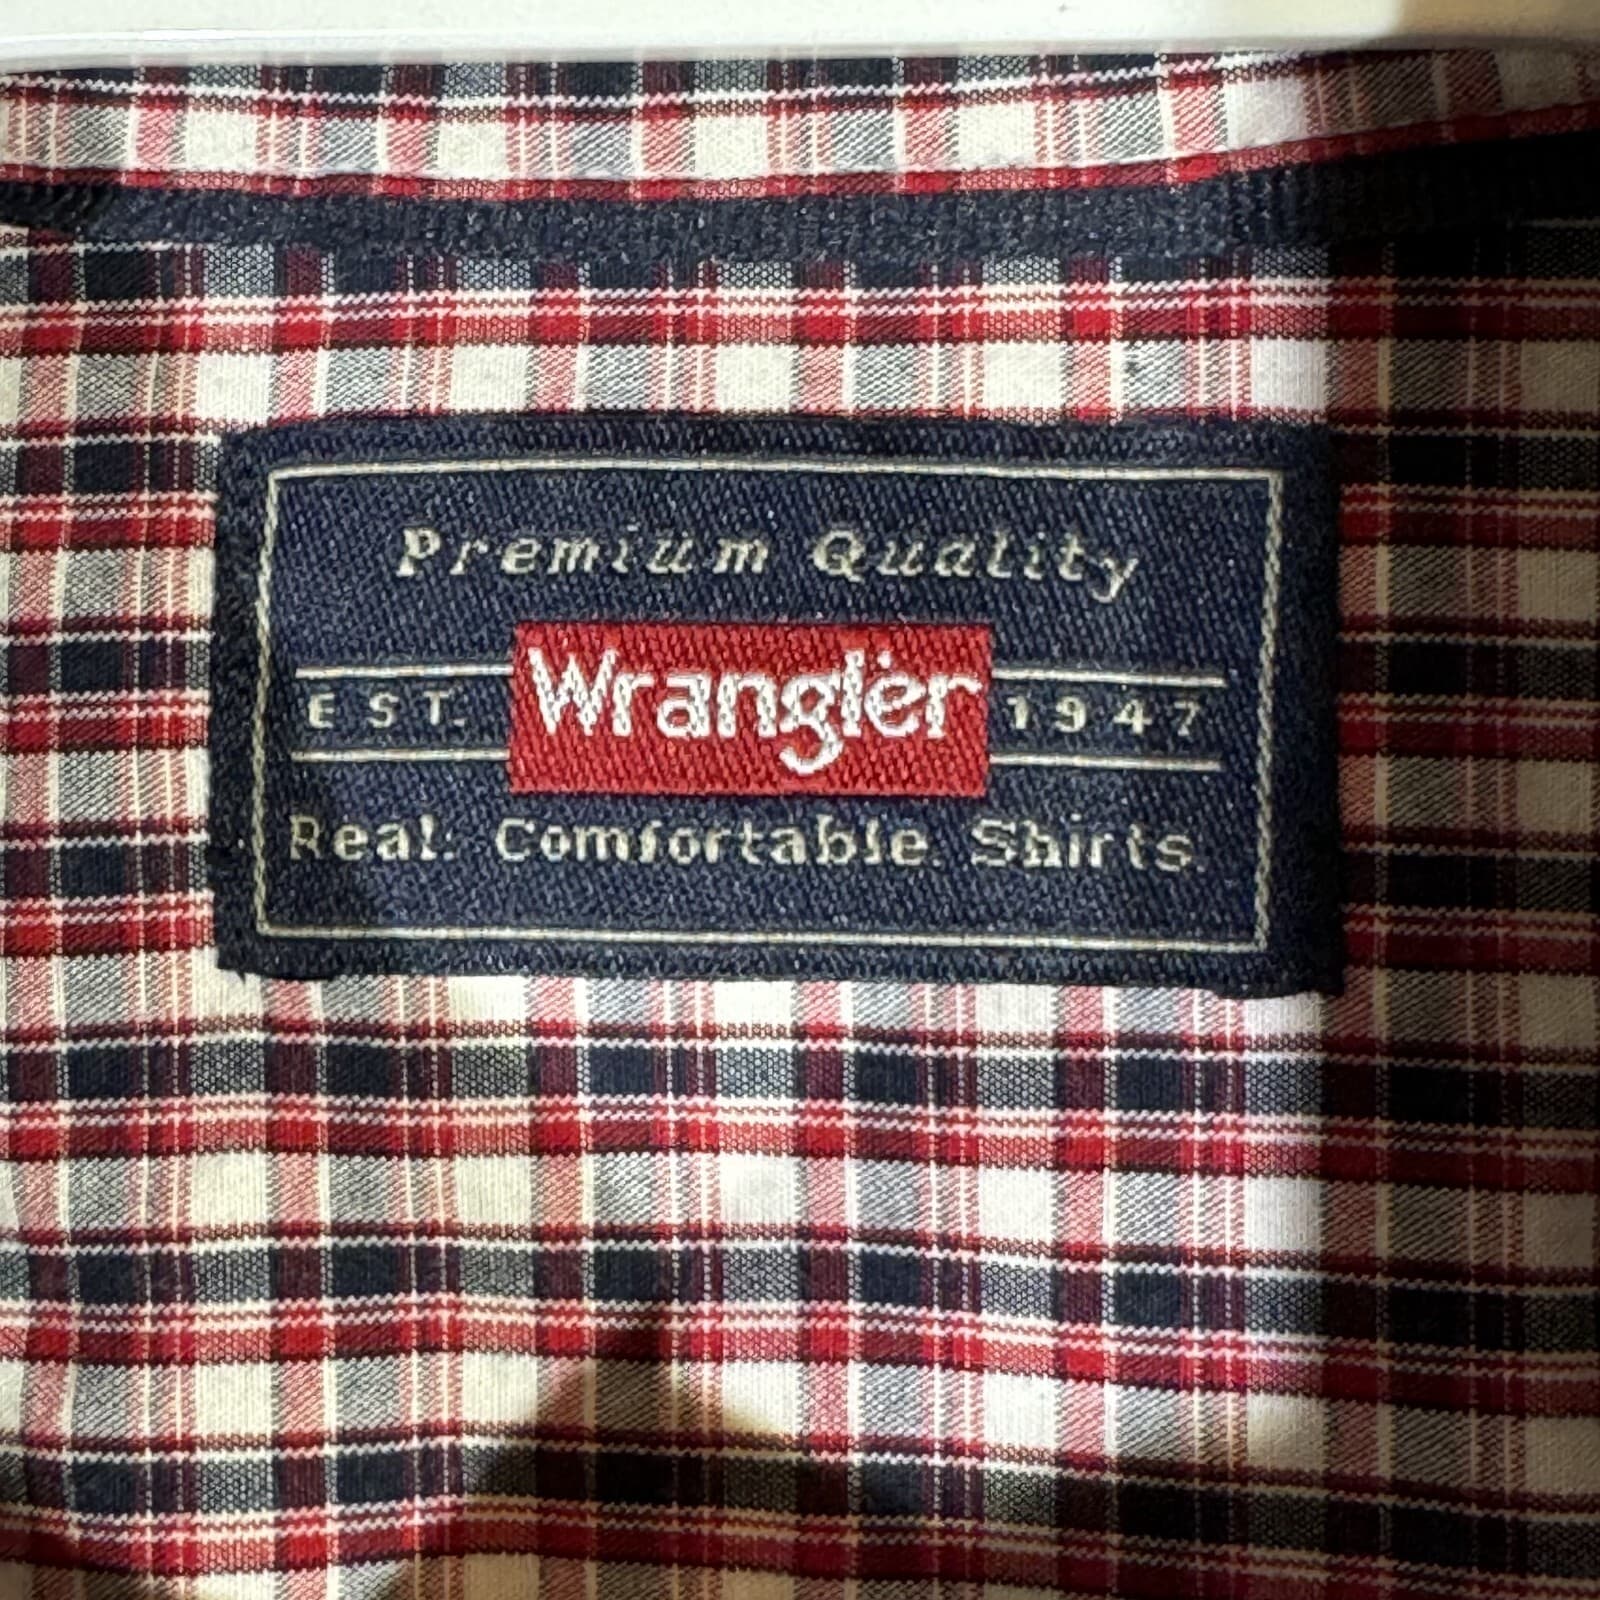 Premium Quality
EST. Wrangler 1947
Real. Comfortable. Shirts.